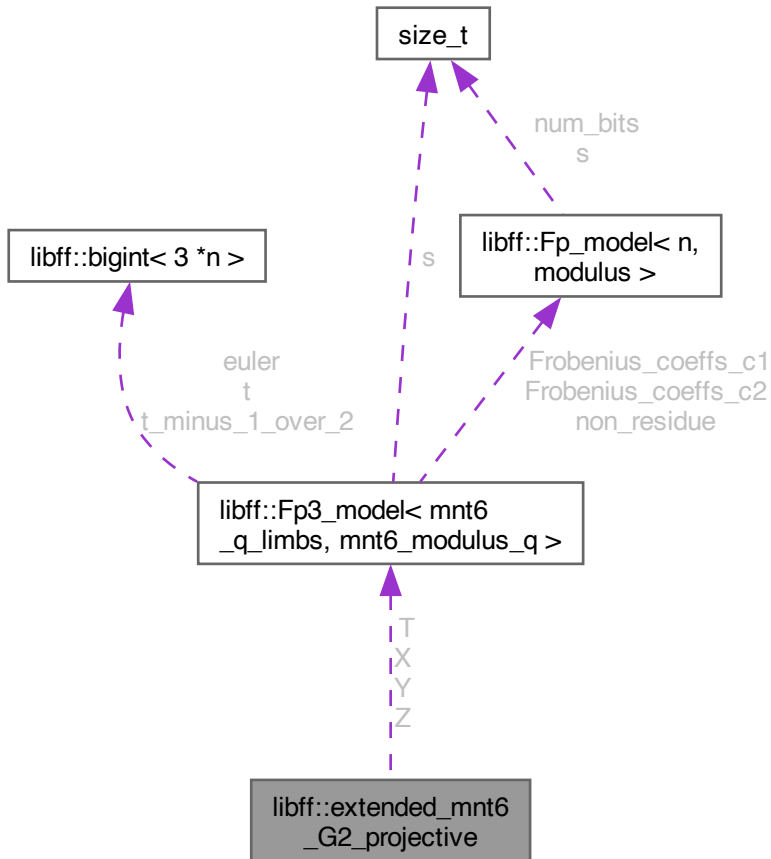 size_t
num_bits
s
libff::bigint< 3 *n >
s
libff::Fp_model< n,
modulus >
euler
t
t_minus_1_over_2
Frobenius_coeffs_c1
Frobenius_coeffs_c2
non_residue
libff::Fp3_model< mnt6
_q_limbs, mnt6_modulus_q >
T
X
Y
Z
libff::extended_mnt6
_G2_projective